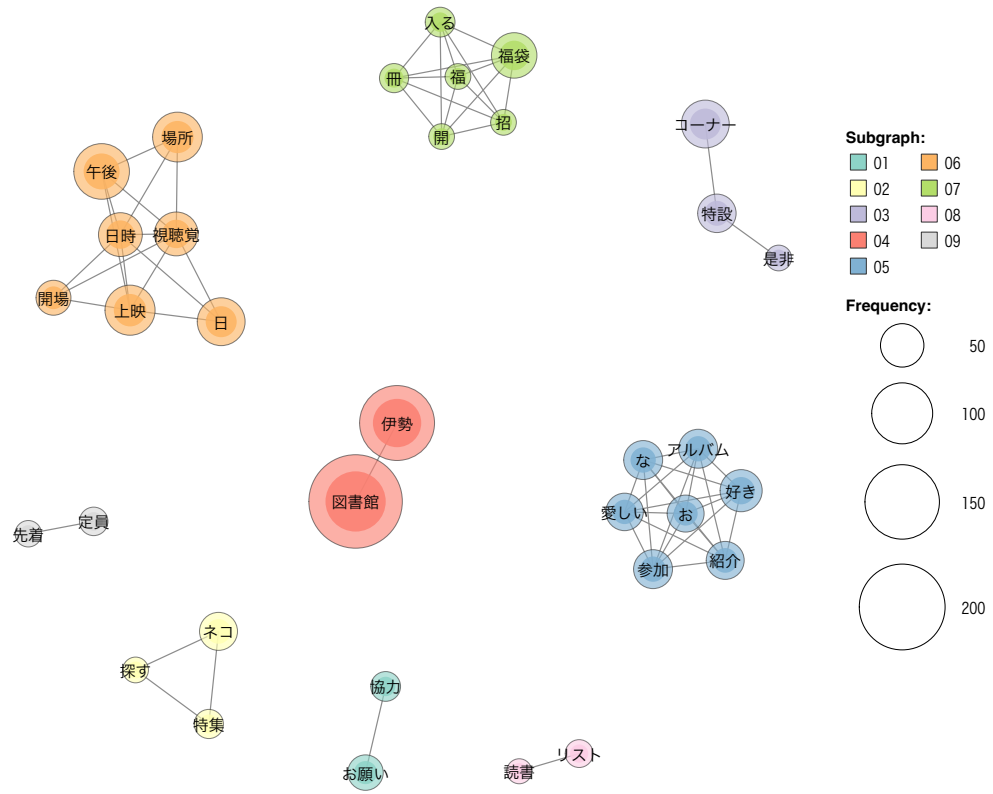 入る
福袋
冊
福
招
開
コーナー
特設
是非
場所
午後
日時
視聴覚
開場
上映
日
伊勢
図書館
アルバム
な
好き
愛しい
お
参加
紹介
先着
定員
ネコ
探す
特集
協力
お願い
リスト
読書
Subgraph:
01
06
02
07
03
08
04
09
05
Frequency:
50
100
150
200